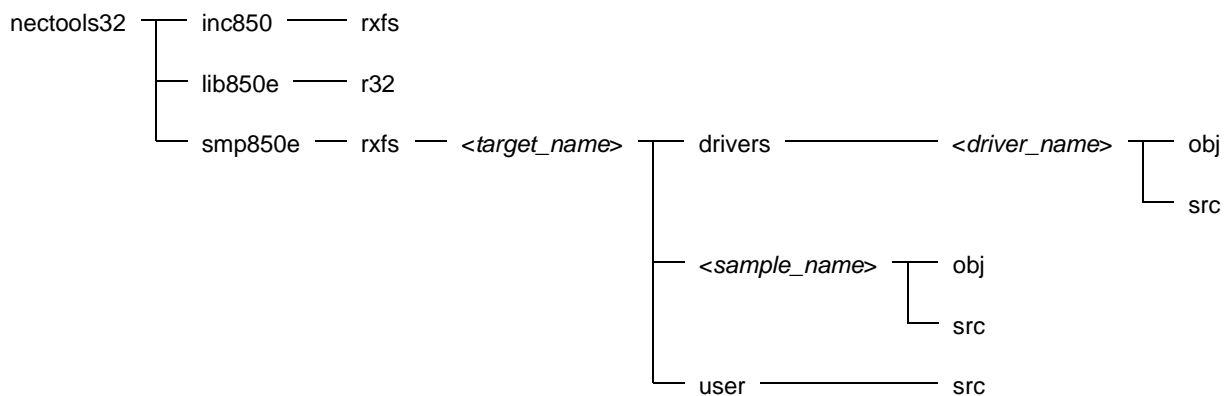 nectools32 inc850 rxfs
lib850e r32
smp850e rxfs <target_name> drivers <driver_name> obj
src
<sample_name> obj
src
user src